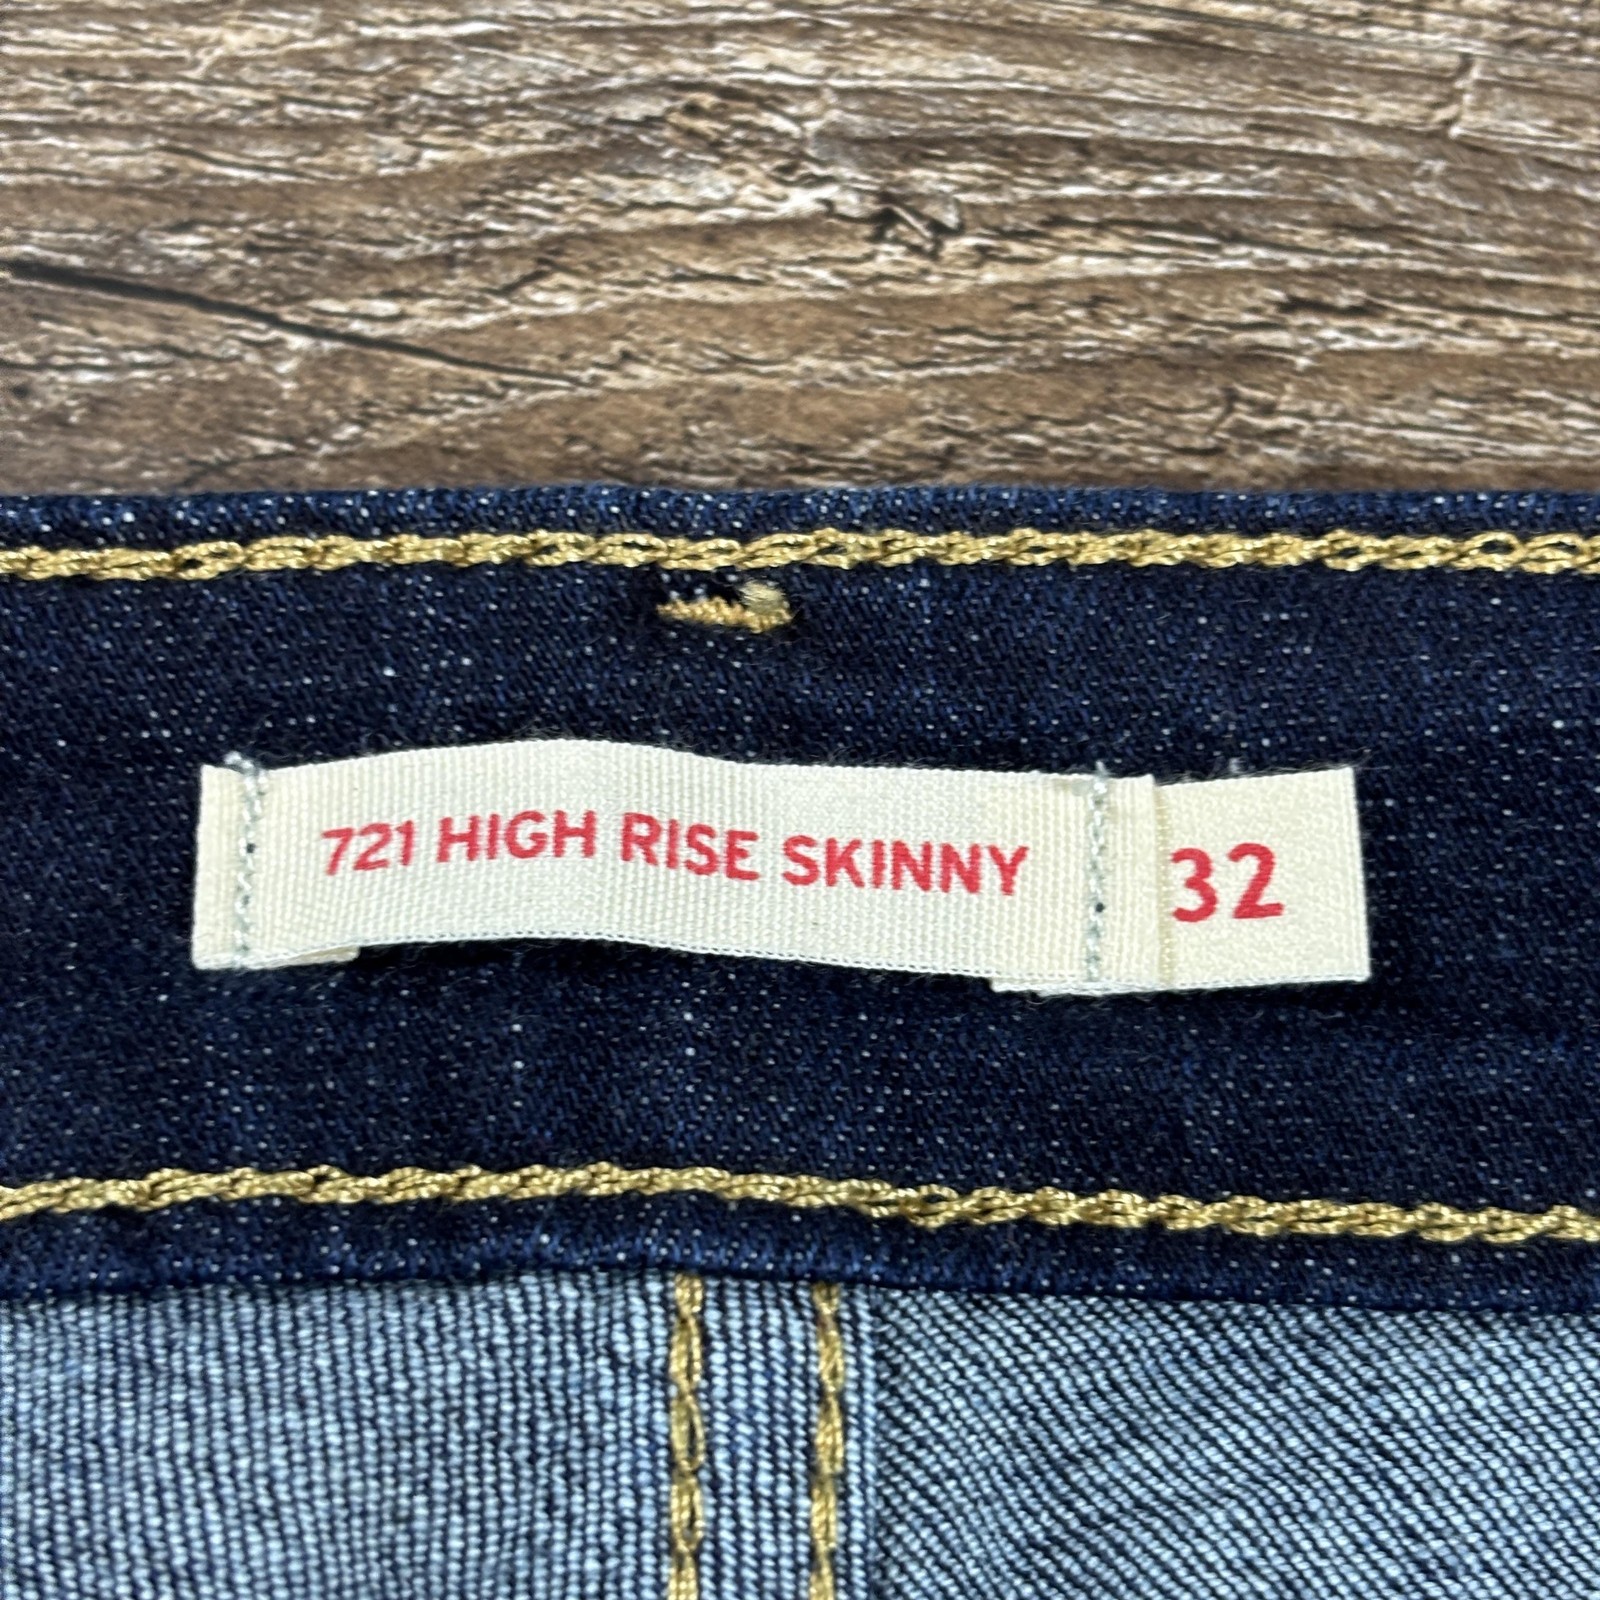 721 HIGH RISE SKINNY 32